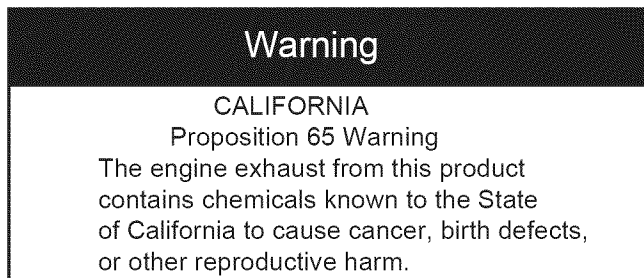 Warning
CALIFORNIA
Proposition 65 Warning
The engine exhaust from this product
contains chemicals known to the State
of California to cause cancer, birth defects,
or other reproductive harm.